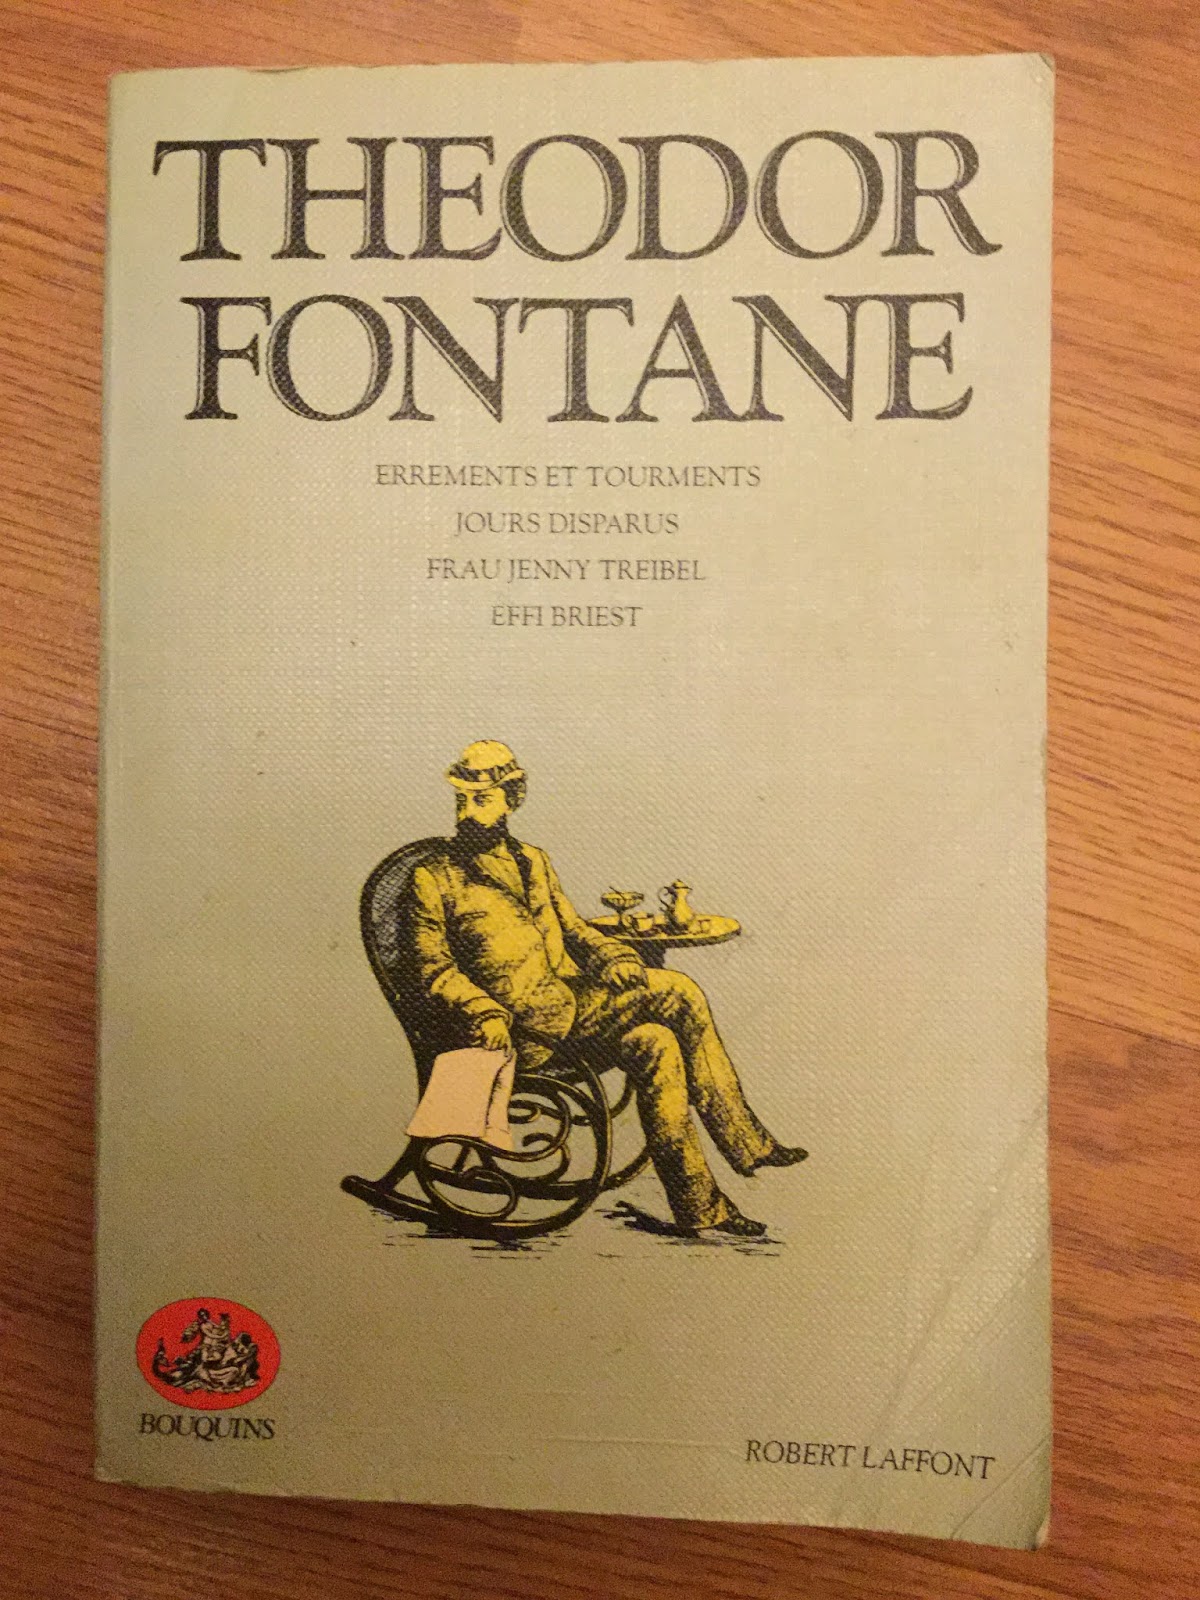 THEODOR
FONTANE
ERREMENTS ET TOURMENTS
JOURS DISPARUS
FRAU JENNY TREIBEL
EFFI BRIEST
BOUQUINS
ROBERT LAFFONT